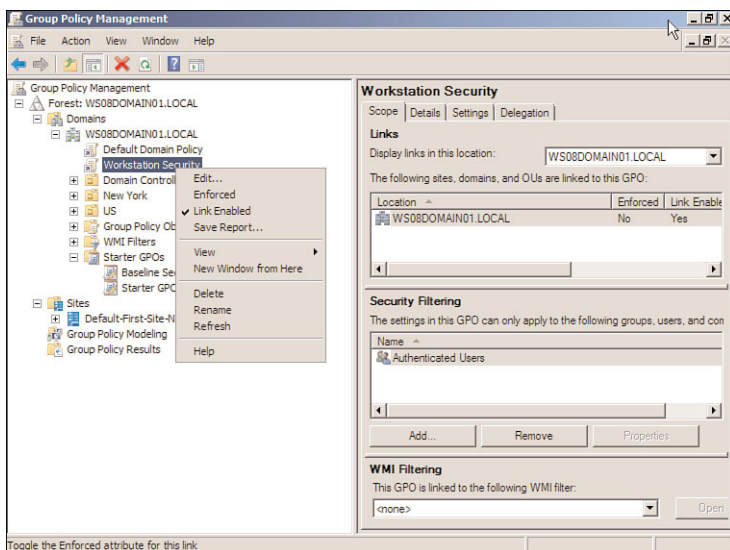 Group Policy Management
File Action View Window Help
Group Policy Management
Forest: WS08DOMAIN01.LOCAL
Domains
WS08DOMAIN01.LOCAL
Default Domain Policy
Workstation Security
Domain Controll
New York
US
Group Policy Ob
WMI Filters
Starter GPOs
Baseline Sec
Starter GPO
Sites
Default-First-Site-N
Group Policy Modeling
Group Policy Results
Edit...
Enforced
Link Enabled
Save Report...
View
New Window from Here
Delete
Rename
Refresh
Help
Workstation Security
Scope Details Settings Delegation
Links
Display links in this location: WS08DOMAIN01.LOCAL
The following sites, domains, and OUs are linked to this GPO:
Location Enforced Link Enable
WS08DOMAIN01.LOCAL No Yes
Security Filtering
The settings in this GPO can only apply to the following groups, users, and con
Name
Authenticated Users
Add... Remove Properties
WMI Filtering
This GPO is linked to the following WMI filter:
<none> Open
Toggle the Enforced attribute for this link